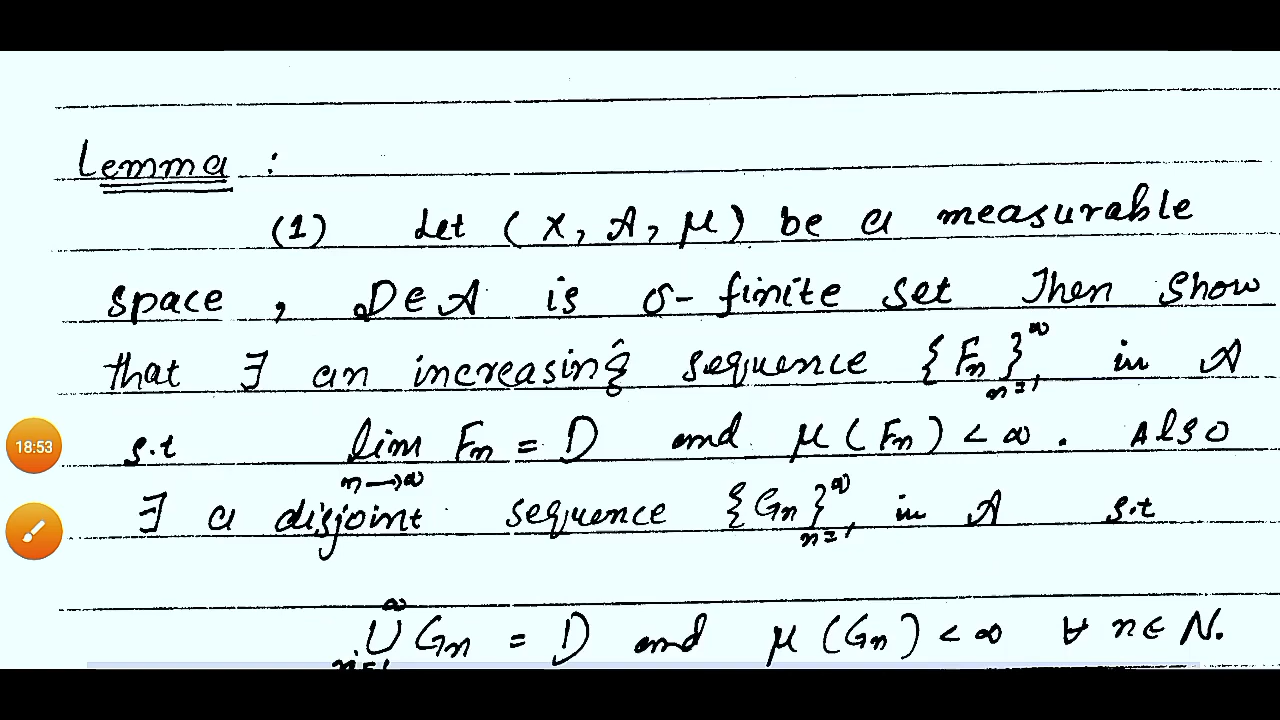 Lemma :
(1) Let (X, A, μ) be a measurable
space , D ∈ A is σ- finite set Then Show
that ∃ an increasing sequence {Fn}∞n=1 in A
s.t lim n→∞ Fn = D and μ(Fn) < ∞ . Also
18:53
∃ a disjoint sequence {Gn}∞n=1 in A s.t
∞∪n=1 Gn = D and μ(Gn) < ∞ ∀ n ∈ N.